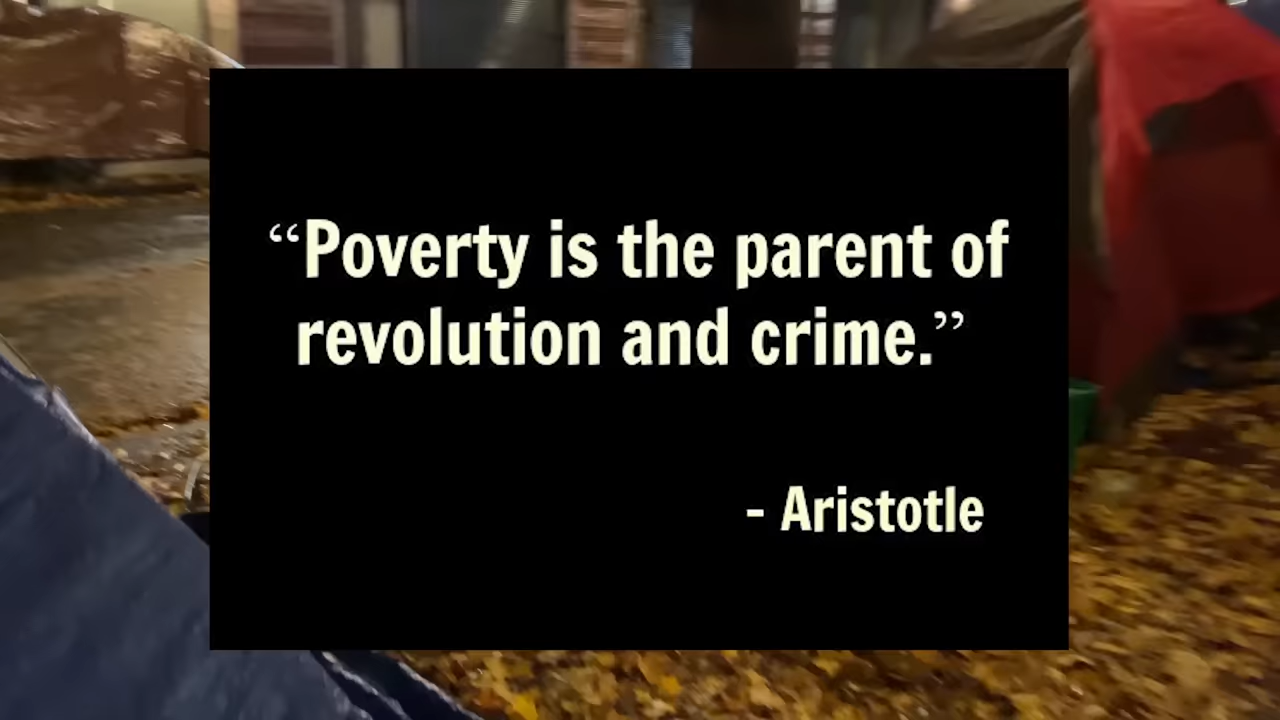 “Poverty is the parent of
revolution and crime.”
- Aristotle